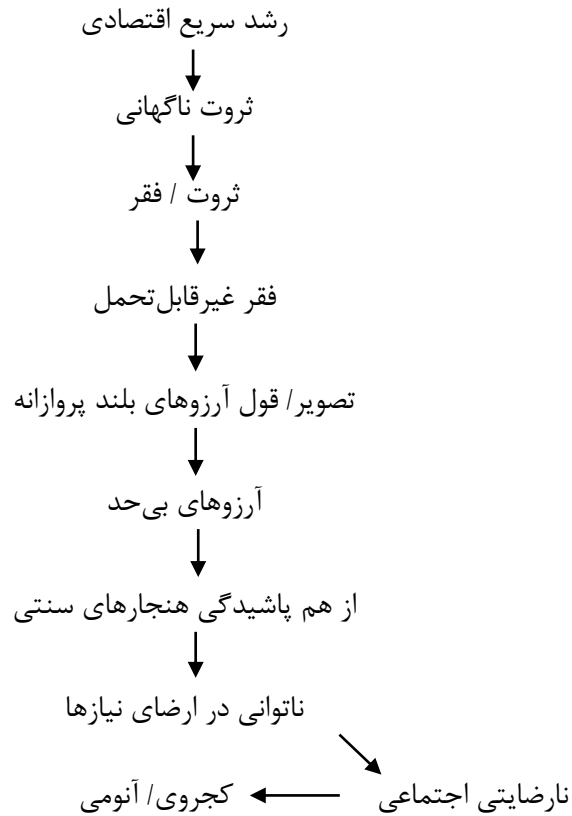 رشد سریع اقتصادی
ثروت ناگهانی
ثروت / فقر
فقر غیرقابل‌تحمل
تصویر/ قول آرزوهای بلند پروازانه
آرزوهای بی‌حد
از هم پاشیدگی هنجارهای سنتی
ناتوانی در ارضای نیازها
نارضایتی اجتماعی
کجروی/ آنومی